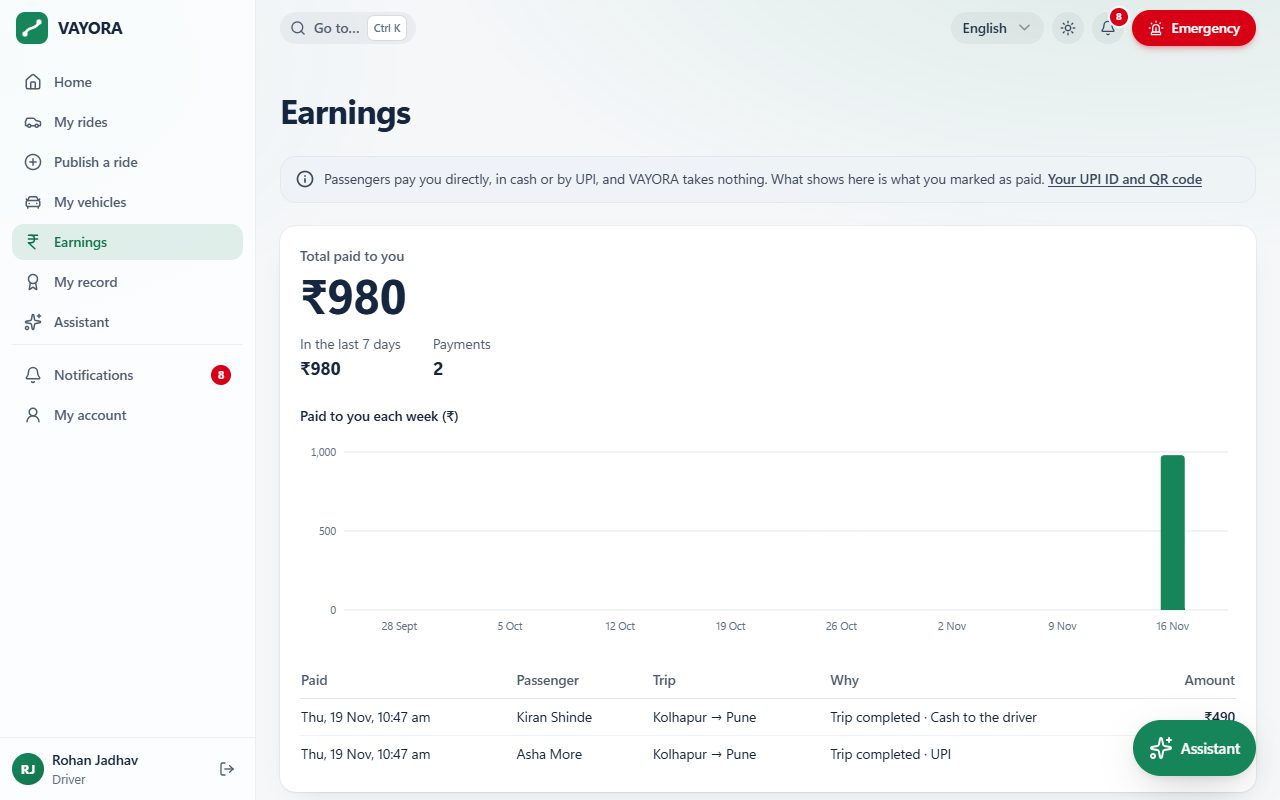 VAYORA
Go to... Ctrl K
English
8
Emergency
Home
My rides
Publish a ride
My vehicles
Earnings
My record
Assistant
Notifications 8
My account
RJ
Rohan Jadhav
Driver
Earnings
Passengers pay you directly, in cash or by UPI, and VAYORA takes nothing. What shows here is what you marked as paid. Your UPI ID and QR code
Total paid to you
₹980
In the last 7 days Payments
₹980 2
Paid to you each week (₹)
1,000
500
0
28 Sept 5 Oct 12 Oct 19 Oct 26 Oct 2 Nov 9 Nov 16 Nov
Paid Passenger Trip Why Amount
Thu, 19 Nov, 10:47 am Kiran Shinde Kolhapur → Pune Trip completed · Cash to the driver ₹490
Thu, 19 Nov, 10:47 am Asha More Kolhapur → Pune Trip completed · UPI
Assistant